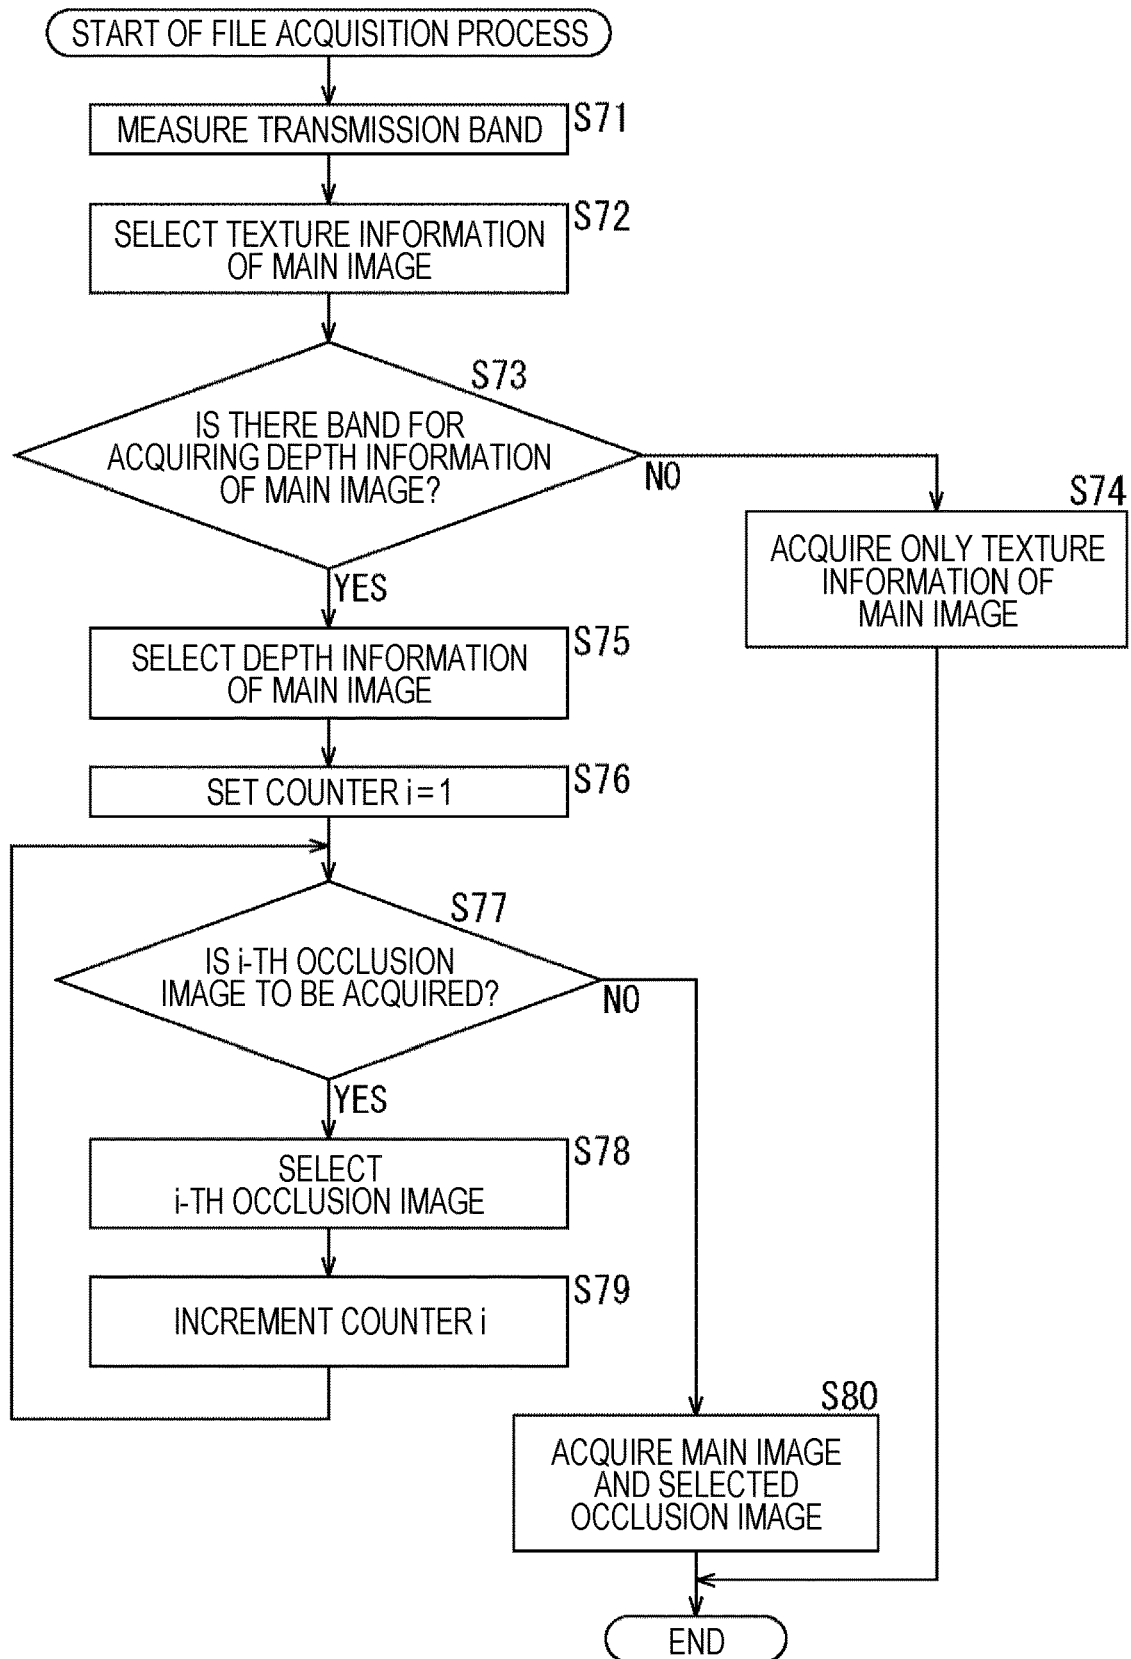 START OF FILE ACQUISITION PROCESS
S71
MEASURE TRANSMISSION BAND
S72
SELECT TEXTURE INFORMATION
OF MAIN IMAGE
S73
IS THERE BAND FOR
ACQUIRING DEPTH INFORMATION
OF MAIN IMAGE?
NO
S74
ACQUIRE ONLY TEXTURE
INFORMATION OF
MAIN IMAGE
YES
S75
SELECT DEPTH INFORMATION
OF MAIN IMAGE
S76
SET COUNTER i=1
S77
IS i-TH OCCLUSION
IMAGE TO BE ACQUIRED?
NO
YES
S78
SELECT
i-TH OCCLUSION IMAGE
S79
INCREMENT COUNTER i
S80
ACQUIRE MAIN IMAGE
AND SELECTED
OCCLUSION IMAGE
END